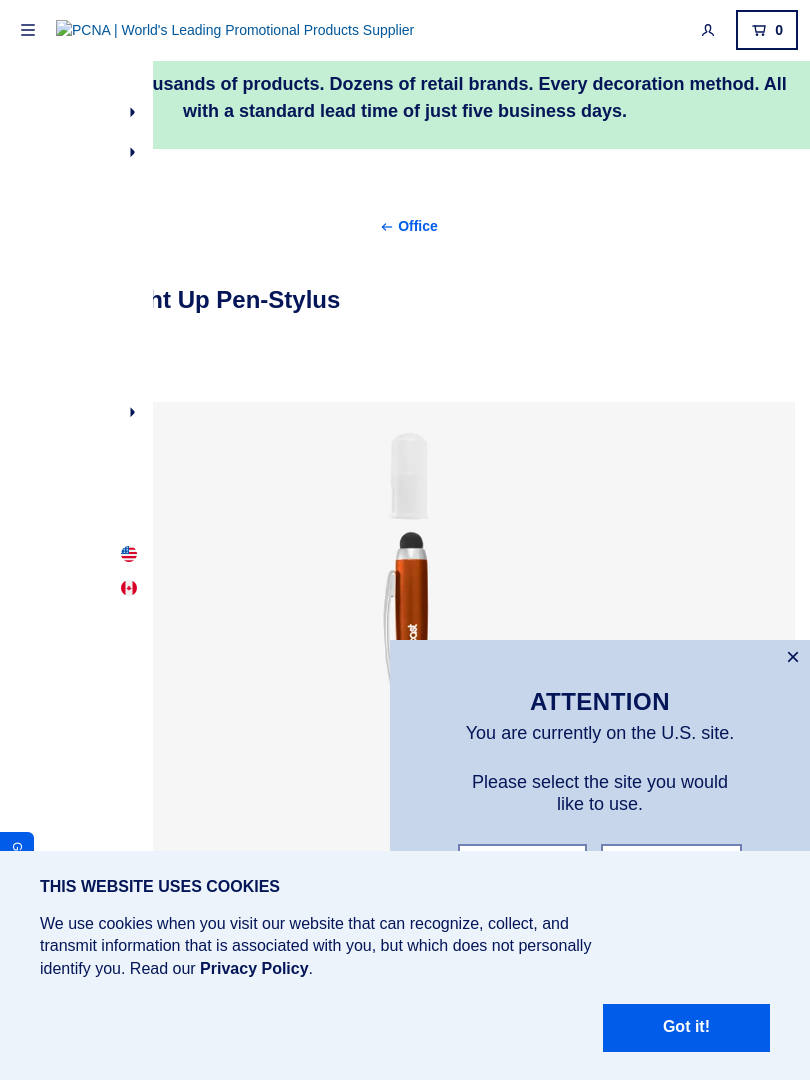 PCNA | World's Leading Promotional Products Supplier
0
of products. Dozens of retail brands. Every decoration method. All
with a standard lead time of just five business days.
Office
Up Pen-Stylus
×
ATTENTION
You are currently on the U.S. site.
Please select the site you would
like to use.
G
THIS WEBSITE USES COOKIES
We use cookies when you visit our website that can recognize, collect, and
transmit information that is associated with you, but which does not personally
identify you. Read our Privacy Policy.
Got it!